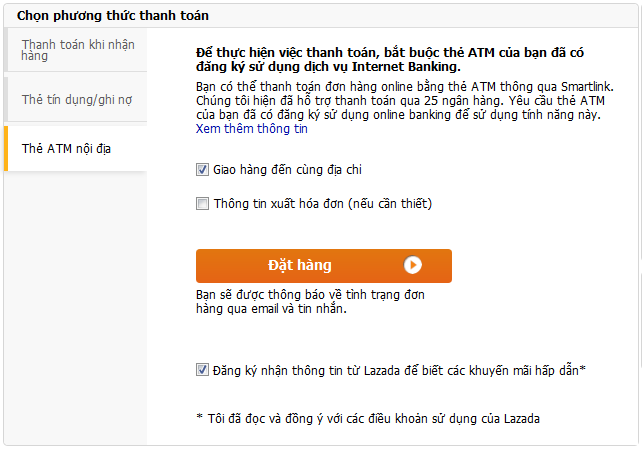 Chọn phương thức thanh toán
Thanh toán khi nhận
hàng
Thẻ tín dụng/ghi nợ
Thẻ ATM nội địa
Để thực hiện việc thanh toán, bắt buộc thẻ ATM của bạn đã có
đăng ký sử dụng dịch vụ Internet Banking.
Bạn có thể thanh toán đơn hàng online bằng thẻ ATM thông qua Smartlink.
Chúng tôi hiện đã hỗ trợ thanh toán qua 25 ngân hàng. Yêu cầu thẻ ATM
của bạn đã có đăng ký sử dụng online banking để sử dụng tính năng này.
Xem thêm thông tin
Giao hàng đến cùng địa chỉ
Thông tin xuất hóa đơn (nếu cần thiết)
Đặt hàng
Bạn sẽ được thông báo về tình trạng đơn
hàng qua email và tin nhắn.
Đăng ký nhận thông tin từ Lazada để biết các khuyến mãi hấp dẫn*
* Tôi đã đọc và đồng ý với các điều khoản sử dụng của Lazada